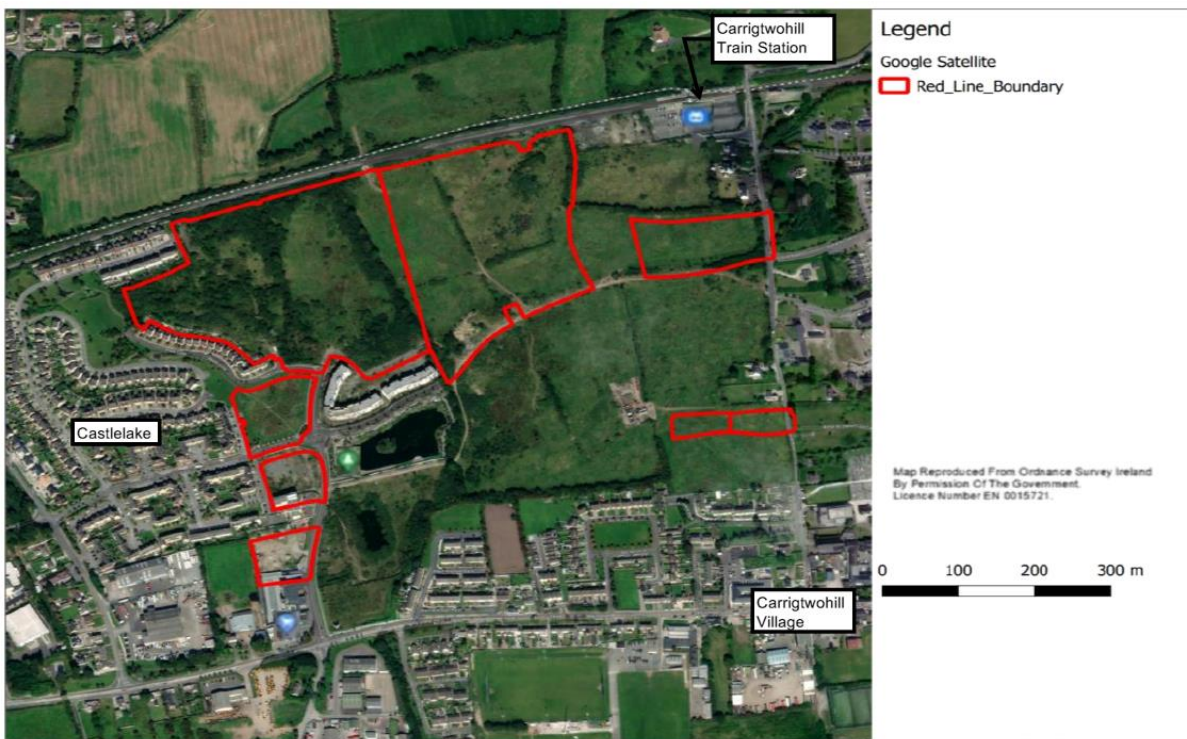 Carrigtwohill
Train Station
Legend
Google Satellite
Red_Line_Boundary
Castlelake
Map Reproduced From Ordnance Survey Ireland
By Permission Of The Government.
Licence Number EN 0015721.
0 100 200 300 m
Carrigtwohill
Village